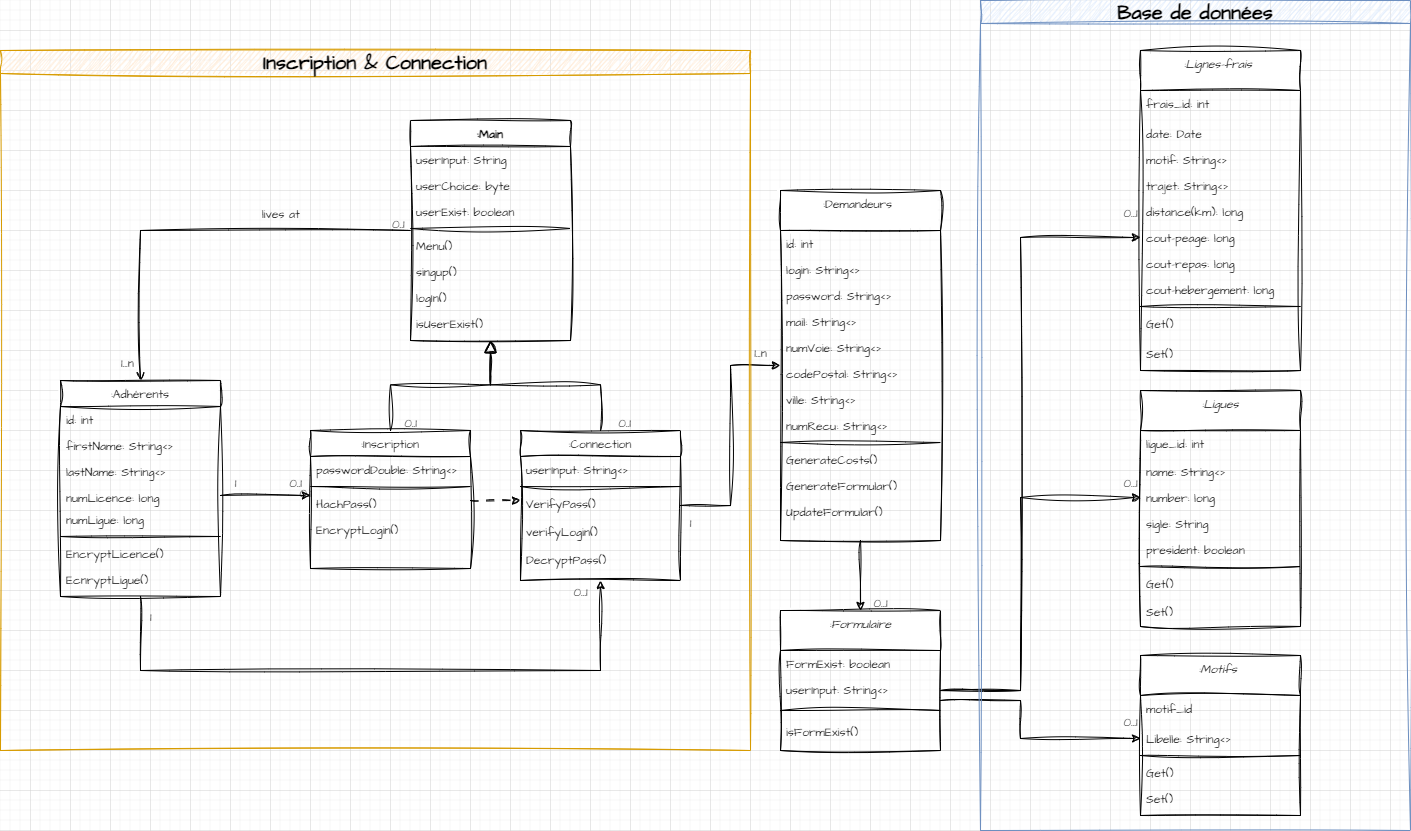 Base de données
Inscription & Connection
:Main
userInput: String
userChoice: byte
userExist: boolean
Menu()
singup()
login()
isUserExist()
lives at
0..1
1..n
:Adhérents
id: int
firstName: String<>
lastName: String<>
numLicence: long
numLigue: long
EncryptLicence()
EcnryptLigue()
1
0..1
1
0..1
:Inscription
passwordDouble: String<>
HachPass()
EncryptLogin()
0..1
:Connection
userInput: String<>
VerifyPass()
verifyLogin()
DecryptPass()
0..1
1
1..n
:Demandeurs
id: int
login: String<>
password: String<>
mail: String<>
numVoie: String<>
codePostal: String<>
ville: String<>
numRecu: String<>
GenerateCosts()
GenerateFormular()
UpdateFormular()
0..1
:Formulaire
FormExist: boolean
userInput: String<>
isFormExist()
:Lignes-frais
frais_id: int
date: Date
motif: String<>
trajet: String<>
distance(km): long
cout-peage: long
cout-repas: long
cout-hebergement: long
Get()
Set()
0..1
:Ligues
ligue_id: int
name: String<>
number: long
sigle: String
president: boolean
Get()
Set()
0..1
:Motifs
motif_id
Libelle: String<>
Get()
Set()
0..1